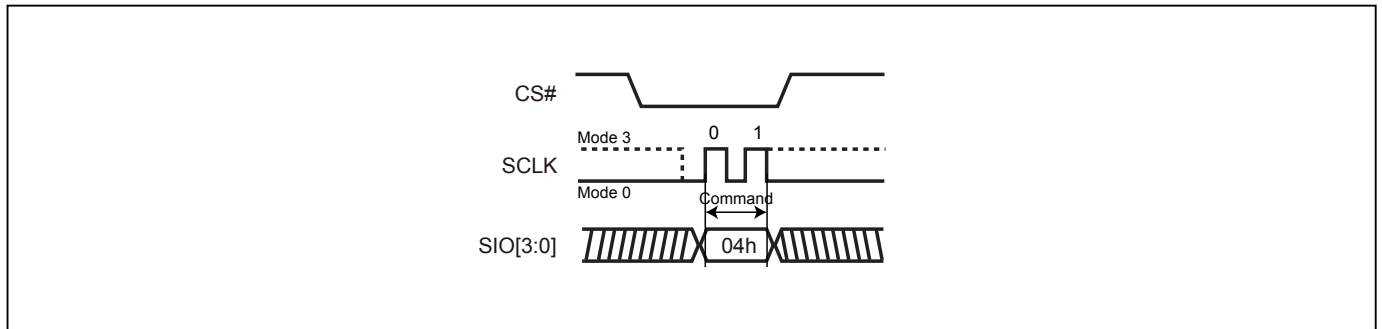 CS#
Mode 3
0 1
SCLK
Mode 0
Command
SIO[3:0]
04h